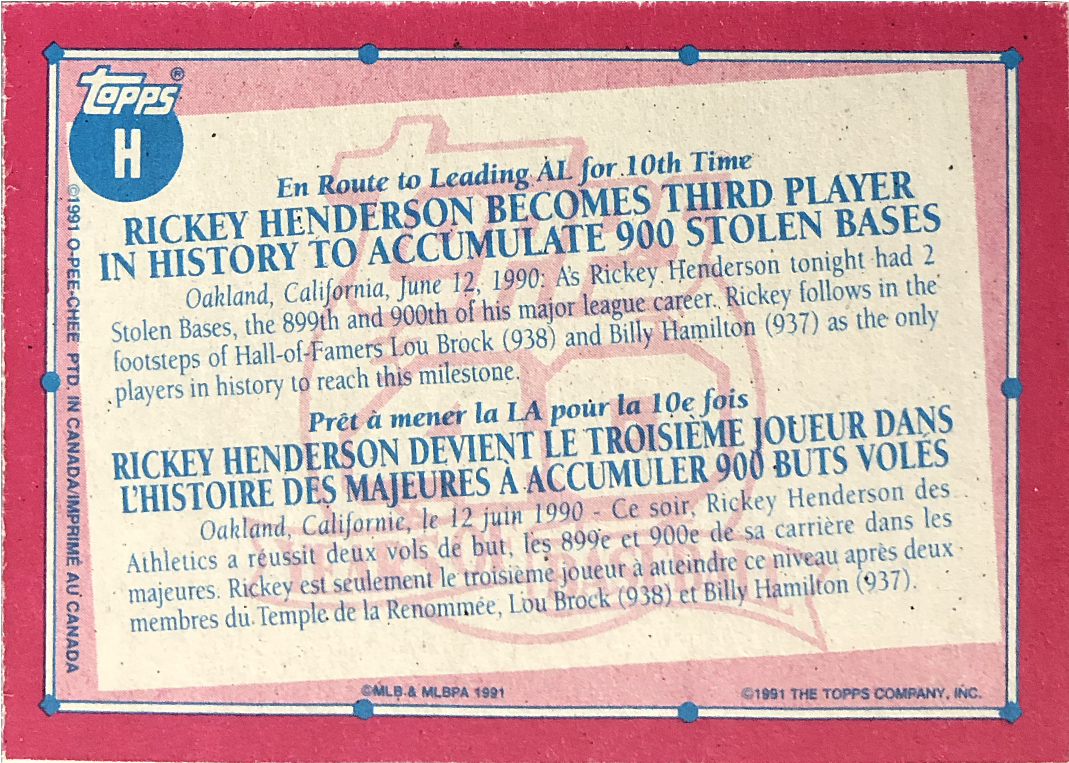 topps®
H
En Route to Leading AL for 10th Time
RICKEY HENDERSON BECOMES THIRD PLAYER
IN HISTORY TO ACCUMULATE 900 STOLEN BASES
Oakland, California, June 12, 1990: A's Rickey Henderson tonight had 2
Stolen Bases, the 899th and 900th of his major league career. Rickey follows in the
footsteps of Hall-of-Famers Lou Brock (938) and Billy Hamilton (937) as the only
players in history to reach this milestone.
Prêt à mener la LA pour la 10e fois
RICKEY HENDERSON DEVIENT LE TROISIÈME JOUEUR DANS
L'HISTOIRE DES MAJEURES À ACCUMULER 900 BUTS VOLÉS
Oakland, Californie, le 12 juin 1990 - Ce soir, Rickey Henderson des
Athletics a réussit deux vols de but, les 899e et 900e de sa carrière dans les
majeures. Rickey est seulement le troisième joueur à atteindre ce niveau après deux
membres du Temple de la Renommée, Lou Brock (938) et Billy Hamilton (937).
©1991 O-PEE-CHEE PTD. IN CANADA/IMPRIMÉ AU CANADA
©MLB & MLBPA 1991
©1991 THE TOPPS COMPANY, INC.